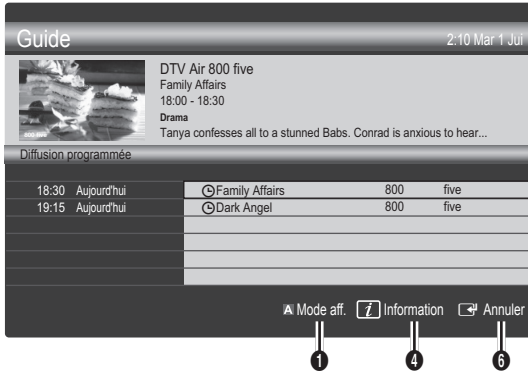 Guide 2:10 Mar 1 Jui
DTV Air 800 five
Family Affairs
18:00 - 18:30
Drama
Tanya confesses all to a stunned Babs. Conrad is anxious to hear...
800 five
Diffusion programmée
18:30 Aujourd'hui Family Affairs 800 five
19:15 Aujourd'hui Dark Angel 800 five
A Mode aff. i Information Annuler
1 4 6